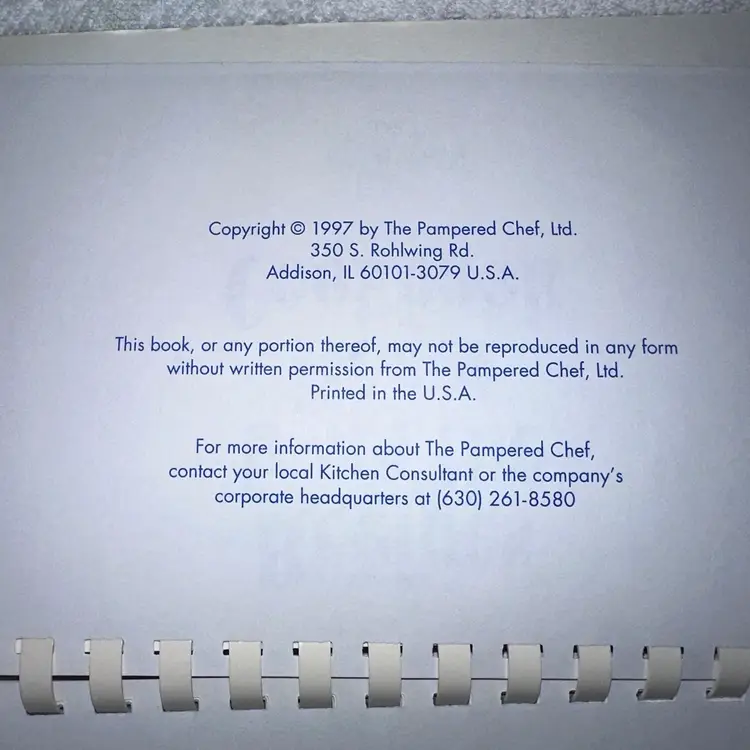 Copyright © 1997 by The Pampered Chef, Ltd.
350 S. Rohlwing Rd.
Addison, IL 60101-3079 U.S.A.
This book, or any portion thereof, may not be reproduced in any form
without written permission from The Pampered Chef, Ltd.
Printed in the U.S.A.
For more information about The Pampered Chef,
contact your local Kitchen Consultant or the company's
corporate headquarters at (630) 261-8580